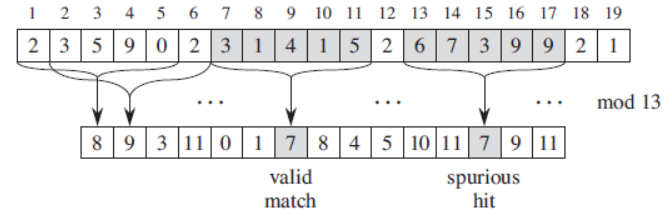 1 2 3 4 5 6 7 8 9 10 11 12 13 14 15 16 17 18 19
2 3 5 9 0 2 3 1 4 1 5 2 6 7 3 9 9 2 1
... ... ... mod 13
8 9 3 11 0 1 7 8 4 5 10 11 7 9 11
valid spurious
match hit